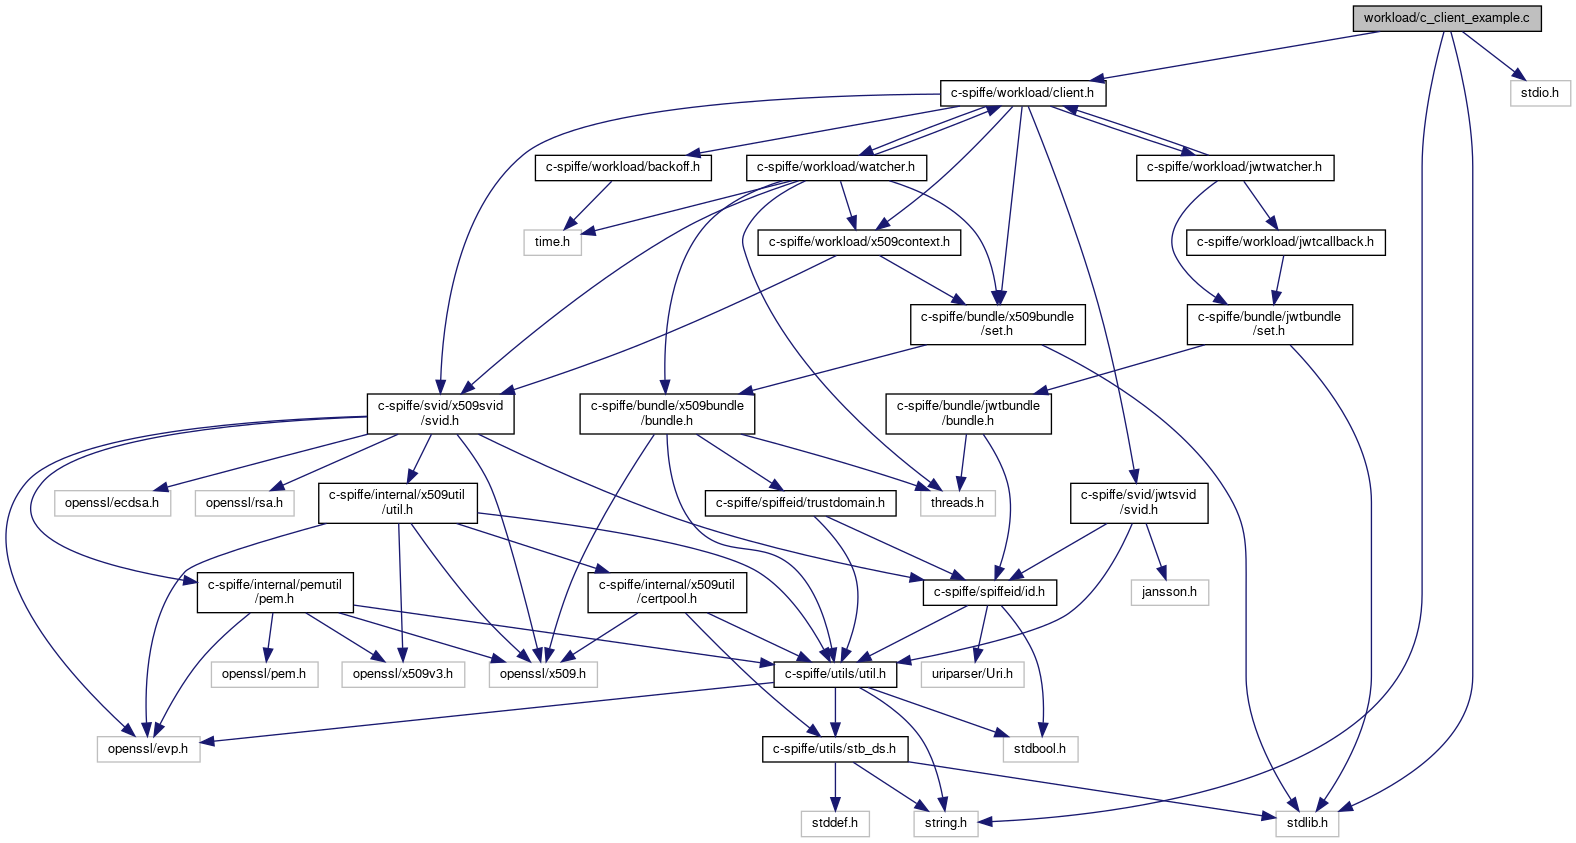 workload/c_client_example.c
c-spiffe/workload/client.h
stdio.h
c-spiffe/workload/backoff.h
c-spiffe/workload/watcher.h
c-spiffe/workload/jwtwatcher.h
time.h
c-spiffe/workload/x509context.h
c-spiffe/workload/jwtcallback.h
c-spiffe/bundle/x509bundle
/set.h
c-spiffe/bundle/jwtbundle
/set.h
c-spiffe/svid/x509svid
/svid.h
c-spiffe/bundle/x509bundle
/bundle.h
c-spiffe/bundle/jwtbundle
/bundle.h
openssl/ecdsa.h
openssl/rsa.h
c-spiffe/internal/x509util
/util.h
c-spiffe/spiffeid/trustdomain.h
threads.h
c-spiffe/svid/jwtsvid
/svid.h
c-spiffe/internal/pemutil
/pem.h
c-spiffe/internal/x509util
/certpool.h
c-spiffe/spiffeid/id.h
jansson.h
openssl/pem.h
openssl/x509v3.h
openssl/x509.h
c-spiffe/utils/util.h
uriparser/Uri.h
openssl/evp.h
c-spiffe/utils/stb_ds.h
stdbool.h
stddef.h
string.h
stdlib.h